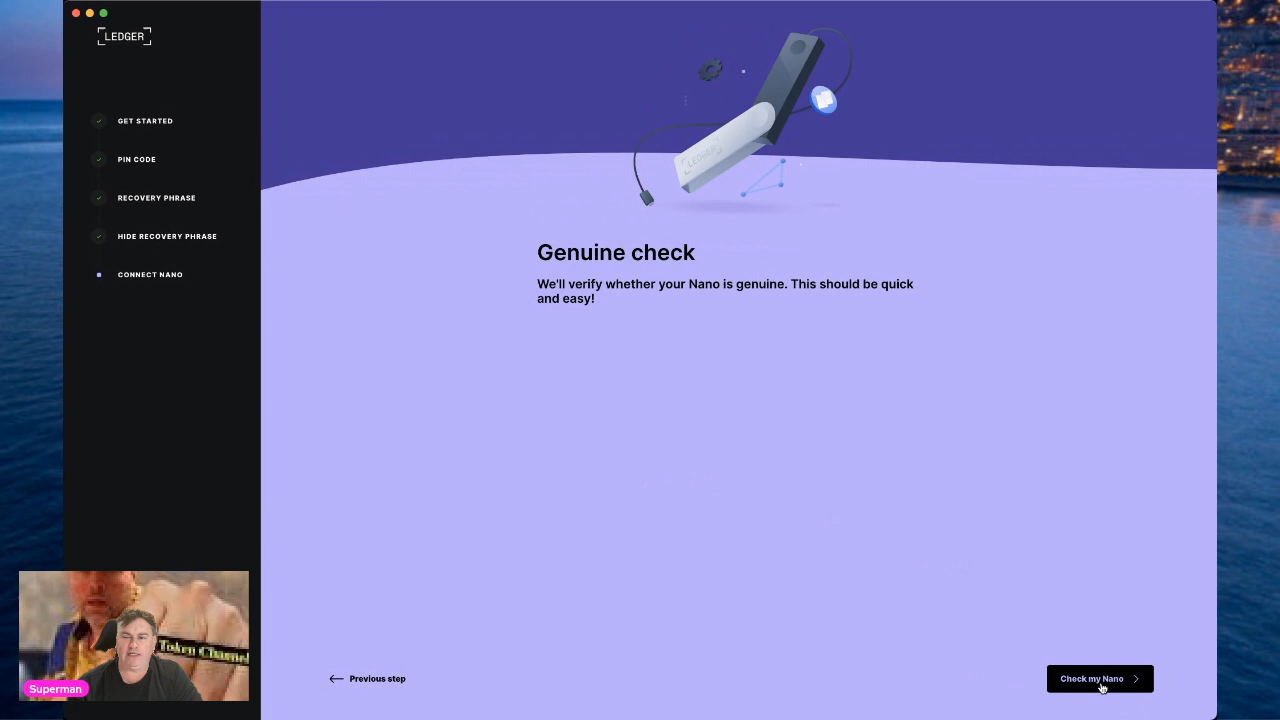 LEDGER
GET STARTED
PIN CODE
RECOVERY PHRASE
HIDE RECOVERY PHRASE
CONNECT NANO
LEDGER
Genuine check
We'll verify whether your Nano is genuine. This should be quick
and easy!
Token
Superman
Previous step
Check my Nano